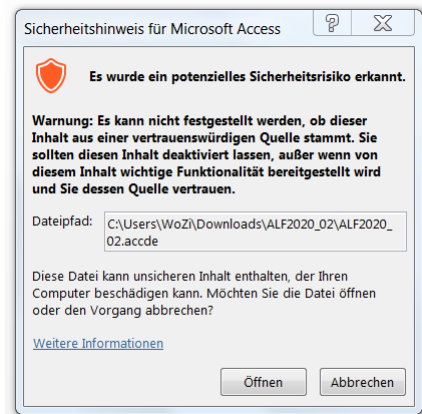 Sicherheitshinweis für Microsoft Access
Es wurde ein potenzielles Sicherheitsrisiko erkannt.
Warnung: Es kann nicht festgestellt werden, ob dieser
Inhalt aus einer vertrauenswürdigen Quelle stammt. Sie
sollten diesen Inhalt deaktiviert lassen, außer wenn von
diesem Inhalt wichtige Funktionalität bereitgestellt wird
und Sie dessen Quelle vertrauen.
Dateipfad: C:\Users\WoZi\Downloads\ALF2020_02\ALF2020_
02.accde
Diese Datei kann unsicheren Inhalt enthalten, der Ihren
Computer beschädigen kann. Möchten Sie die Datei öffnen
oder den Vorgang abbrechen?
Weitere Informationen
Öffnen Abbrechen